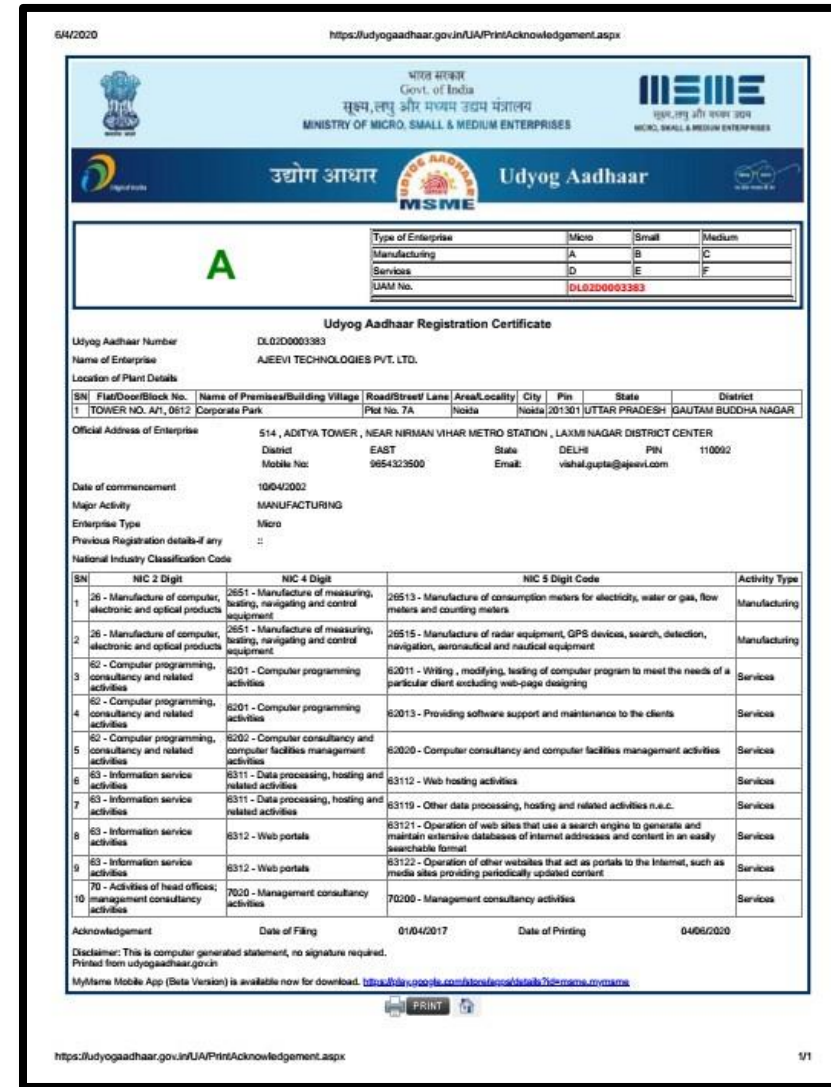 6/4/2020 https://udyogaadhaar.gov.in/UA/PrintAcknowledgement.aspx
भारत सरकार
Govt. of India
सूक्ष्म,लघु और मध्यम उद्यम मंत्रालय
MINISTRY OF MICRO, SMALL & MEDIUM ENTERPRISES
सूक्ष्म,लघु और मध्यम उद्यम
MICRO, SMALL & MEDIUM ENTERPRISES
Digital India
उद्योग आधार
UDYOG AADHAAR
MSME
Udyog Aadhaar
A
Type of Enterprise Micro Small Medium
Manufacturing A B C
Services D E F
UAM No. DL02D0003383
Udyog Aadhaar Registration Certificate
Udyog Aadhaar Number DL02D0003383
Name of Enterprise AJEEVI TECHNOLOGIES PVT. LTD.
Location of Plant Details
SN Flat/Door/Block No. Name of Premises/Building Village Road/Street/ Lane Area/Locality City Pin State District
1 TOWER NO. A/1, 0612 Corporate Park Plot No. 7A Noida Noida 201301 UTTAR PRADESH GAUTAM BUDDHA NAGAR
Official Address of Enterprise 514 , ADITYA TOWER , NEAR NIRMAN VIHAR METRO STATION , LAXMI NAGAR DISTRICT CENTER
District EAST State DELHI PIN 110092
Mobile No: 9654323500 Email: vishal.gupta@ajeevi.com
Date of commencement 10/04/2002
Major Activity MANUFACTURING
Enterprise Type Micro
Previous Registration details-if any ::
National Industry Classification Code
SN NIC 2 Digit NIC 4 Digit NIC 5 Digit Code Activity Type
1 26 - Manufacture of computer, electronic and optical products 2651 - Manufacture of measuring, testing, navigating and control equipment 26513 - Manufacture of consumption meters for electricity, water or gas, flow meters and counting meters Manufacturing
2 26 - Manufacture of computer, electronic and optical products 2651 - Manufacture of measuring, testing, navigating and control equipment 26515 - Manufacture of radar equipment, GPS devices, search, detection, navigation, aeronautical and nautical equipment Manufacturing
3 62 - Computer programming, consultancy and related activities 6201 - Computer programming activities 62011 - Writing , modifying, testing of computer program to meet the needs of a particular client excluding web-page designing Services
4 62 - Computer programming, consultancy and related activities 6201 - Computer programming activities 62013 - Providing software support and maintenance to the clients Services
5 62 - Computer programming, consultancy and related activities 6202 - Computer consultancy and computer facilities management activities 62020 - Computer consultancy and computer facilities management activities Services
6 63 - Information service activities 6311 - Data processing, hosting and related activities 63112 - Web hosting activities Services
7 63 - Information service activities 6311 - Data processing, hosting and related activities 63119 - Other data processing, hosting and related activities n.e.c. Services
8 63 - Information service activities 6312 - Web portals 63121 - Operation of web sites that use a search engine to generate and maintain extensive databases of internet addresses and content in an easily searchable format Services
9 63 - Information service activities 6312 - Web portals 63122 - Operation of other websites that act as portals to the Internet, such as media sites providing periodically updated content Services
10 70 - Activities of head offices; management consultancy activities 7020 - Management consultancy activities 70200 - Management consultancy activities Services
Acknowledgement Date of Filing 01/04/2017 Date of Printing 04/06/2020
Disclaimer: This is computer generated statement, no signature required.
Printed from udyogaadhaar.gov.in
MyMsme Mobile App (Beta Version) is available now for download. https://play.google.com/store/apps/details?id=msme.mymsme
PRINT
https://udyogaadhaar.gov.in/UA/PrintAcknowledgement.aspx 1/1